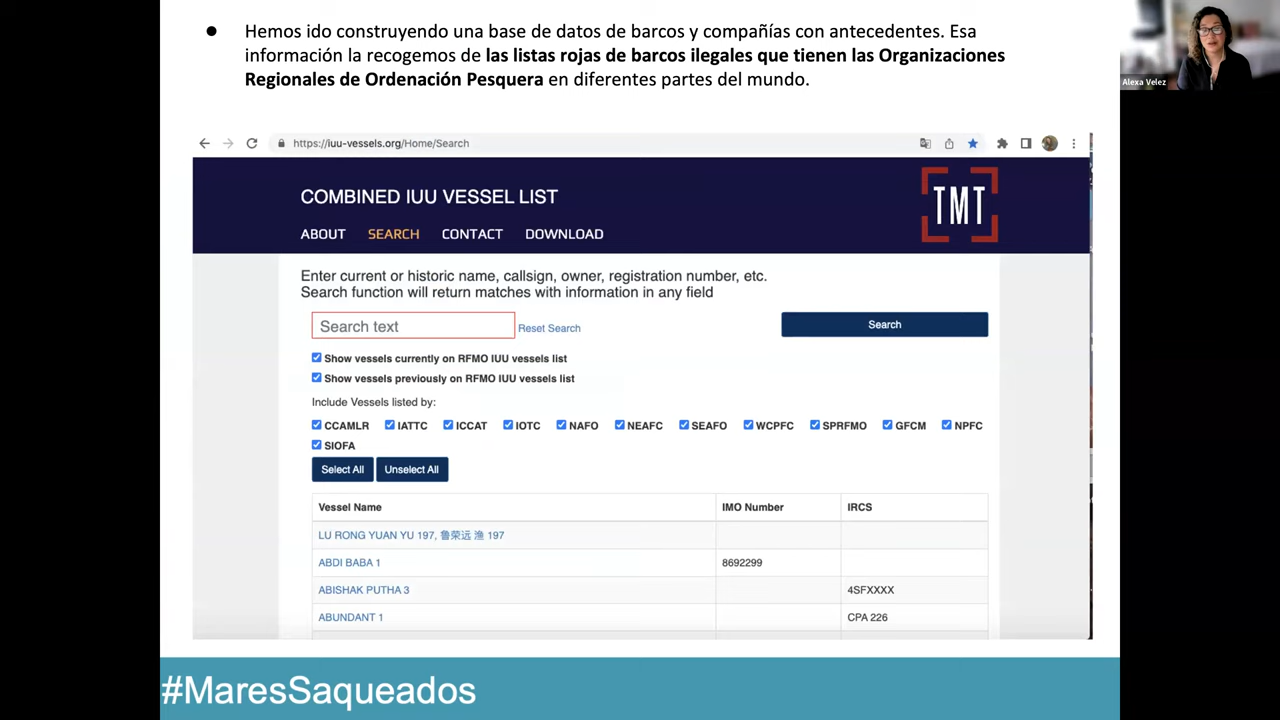 ● Hemos ido construyendo una base de datos de barcos y compañías con antecedentes. Esa
información la recogemos de las listas rojas de barcos ilegales que tienen las Organizaciones
Regionales de Ordenación Pesquera en diferentes partes del mundo.
Alexa Velez
https://iuu-vessels.org/Home/Search
COMBINED IUU VESSEL LIST
TMT
ABOUT SEARCH CONTACT DOWNLOAD
Enter current or historic name, callsign, owner, registration number, etc.
Search function will return matches with information in any field
Search text Reset Search Search
Show vessels currently on RFMO IUU vessels list
Show vessels previously on RFMO IUU vessels list
Include Vessels listed by:
CCAMLR IATTC ICCAT IOTC NAFO NEAFC SEAFO WCPFC SPRFMO GFCM NPFC
SIOFA
Select All Unselect All
Vessel Name IMO Number IRCS
LU RONG YUAN YU 197, 鲁荣远 渔 197
ABDI BABA 1 8692299
ABISHAK PUTHA 3 4SFXXXX
ABUNDANT 1 CPA 226
#MaresSaqueados